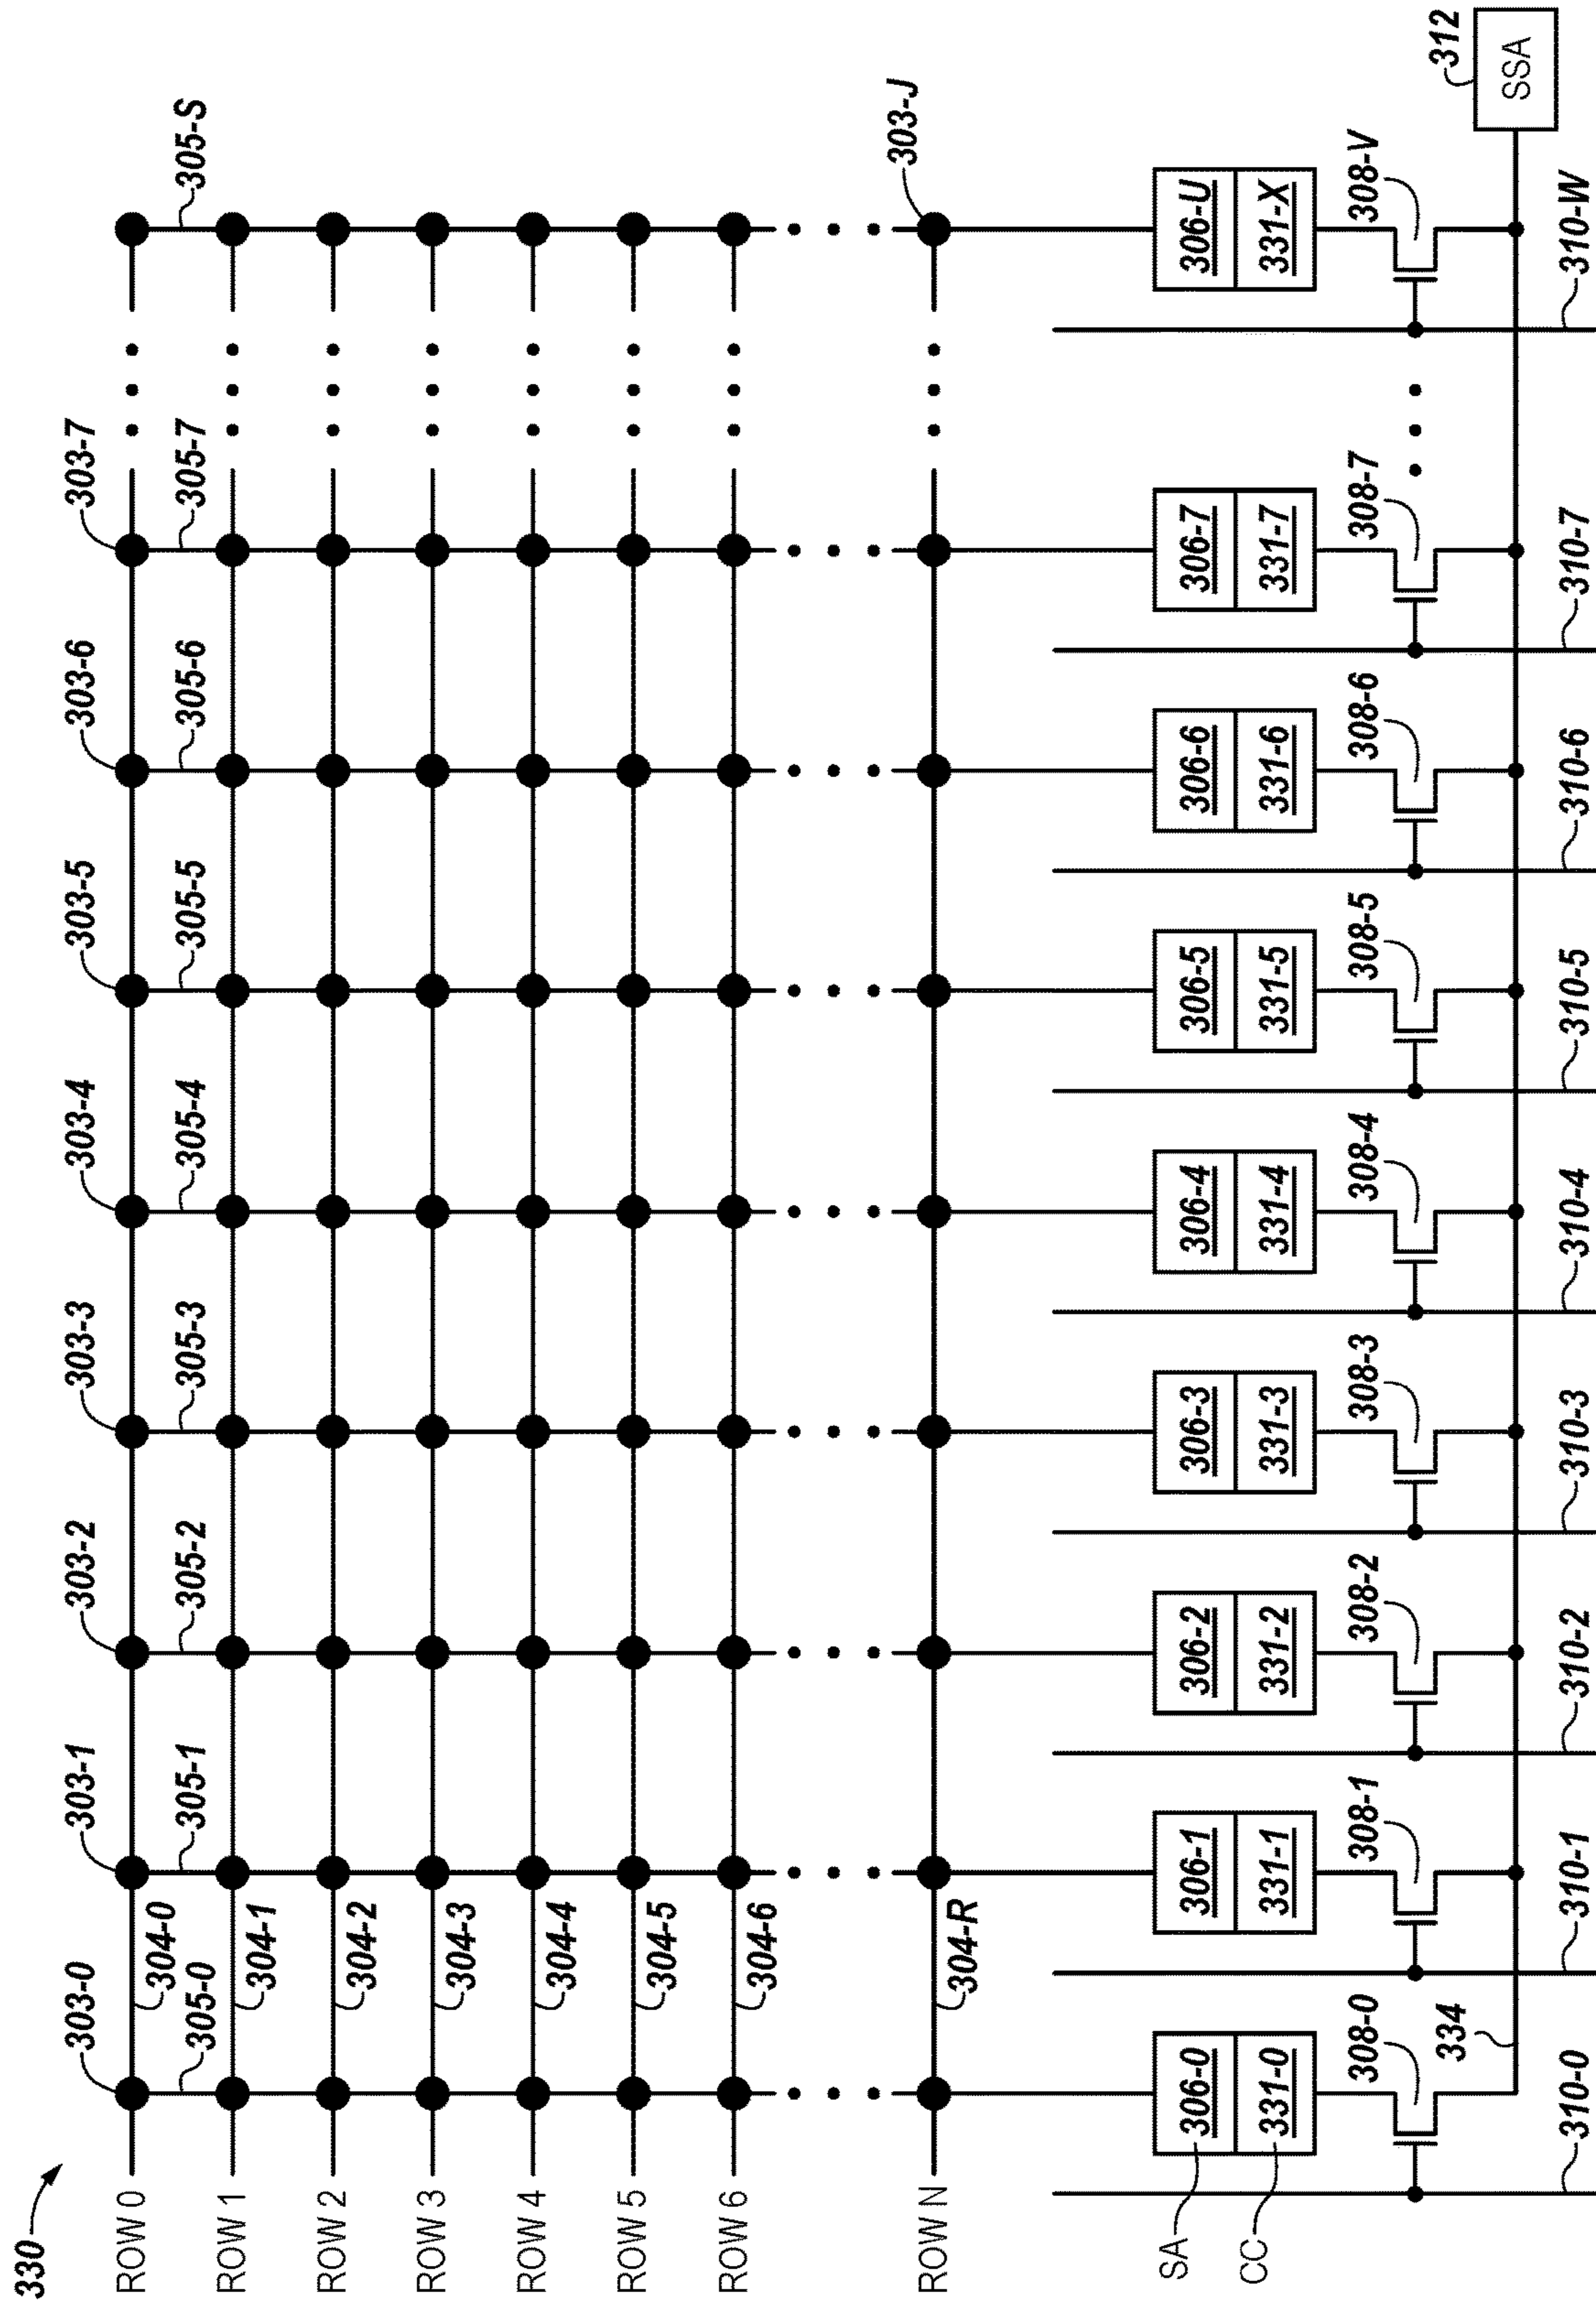 330
303-0 303-1 303-2 303-3 303-4 303-5 303-6 303-7
ROW 0
304-0
305-0 305-1 305-2 305-3 305-4 305-5 305-6 305-7 305-S
ROW 1
304-1
ROW 2
304-2
ROW 3
304-3
ROW 4
304-4
ROW 5
304-5
ROW 6
304-6
303-J
ROW N
304-R
SA
306-0 306-1 306-2 306-3 306-4 306-5 306-6 306-7 306-U
CC
331-0 331-1 331-2 331-3 331-4 331-5 331-6 331-7 331-X
308-0 308-1 308-2 308-3 308-4 308-5 308-6 308-7 308-V
334
312
SSA
310-0 310-1 310-2 310-3 310-4 310-5 310-6 310-7 310-W